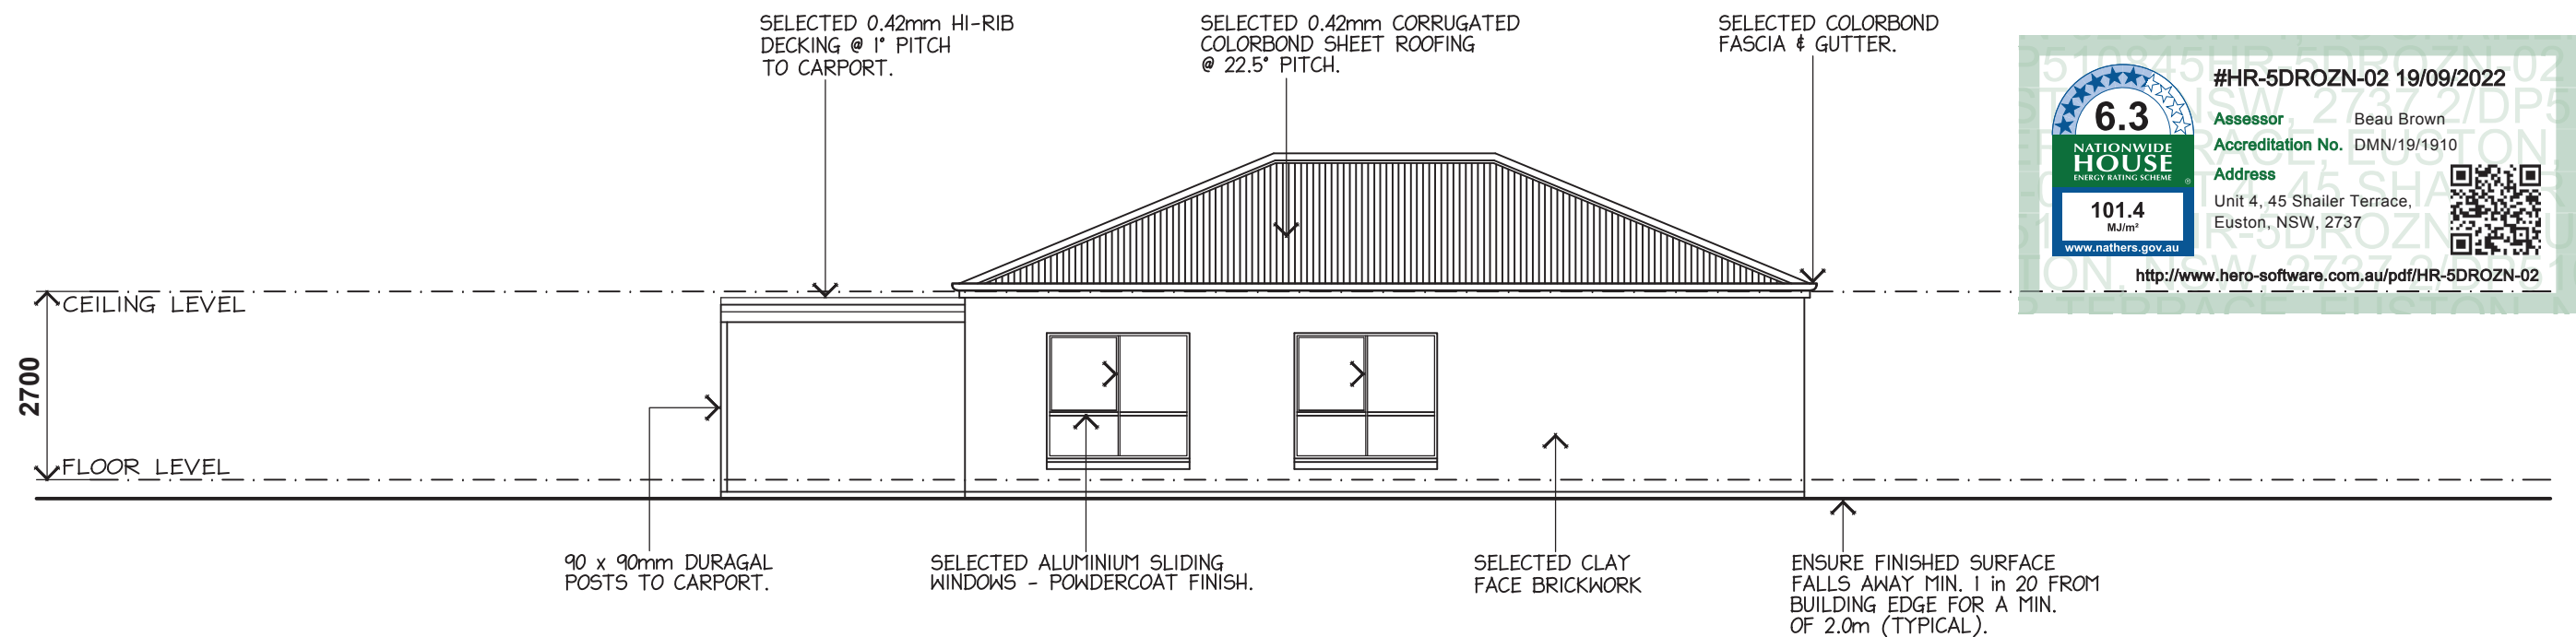 SELECTED 0.42mm HI-RIB
DECKING @ 1° PITCH
TO CARPORT.
SELECTED 0.42mm CORRUGATED
COLORBOND SHEET ROOFING
@ 22.5° PITCH.
SELECTED COLORBOND
FASCIA & GUTTER.
#HR-5DROZN-02 19/09/2022
6.3
NATIONWIDE
HOUSE
ENERGY RATING SCHEME
®
101.4
MJ/m²
www.nathers.gov.au
Assessor Beau Brown
Accreditation No. DMN/19/1910
Address
Unit 4, 45 Shailer Terrace,
Euston, NSW, 2737
http://www.hero-software.com.au/pdf/HR-5DROZN-02
CEILING LEVEL
2700
FLOOR LEVEL
90 x 90mm DURAGAL
POSTS TO CARPORT.
SELECTED ALUMINIUM SLIDING
WINDOWS - POWDERCOAT FINISH.
SELECTED CLAY
FACE BRICKWORK
ENSURE FINISHED SURFACE
FALLS AWAY MIN. 1 in 20 FROM
BUILDING EDGE FOR A MIN.
OF 2.0m (TYPICAL).